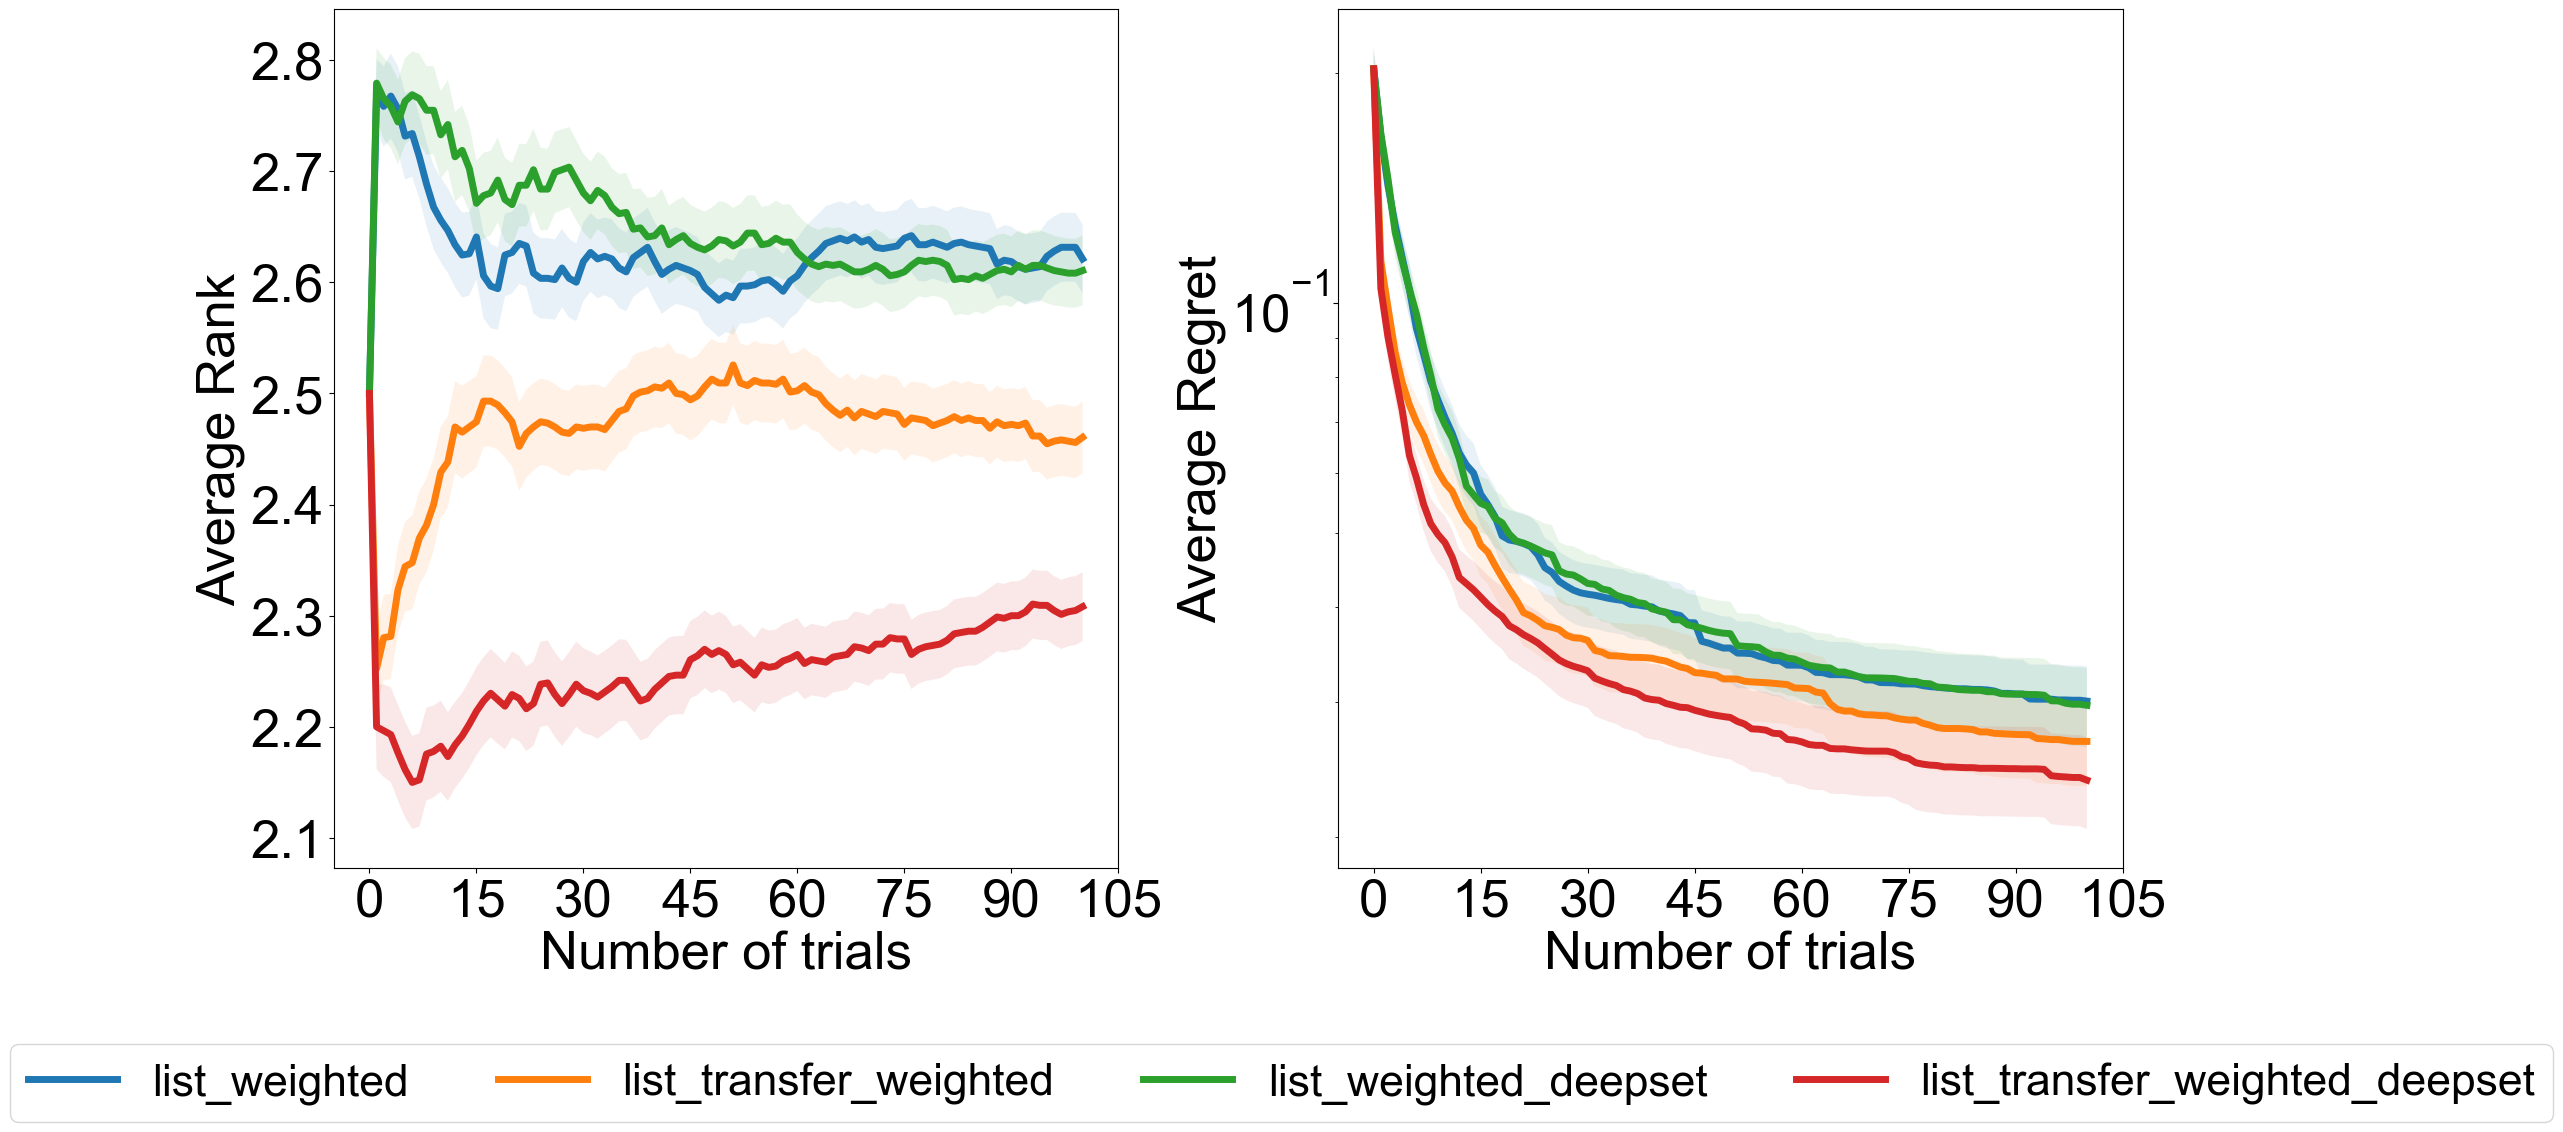 Average Rank
2.8
2.7
2.6
2.5
2.4
2.3
2.2
2.1
0 15 30 45 60 75 90 105
Number of trials
Average Regret
10⁻¹
0 15 30 45 60 75 90 105
Number of trials
list_weighted list_transfer_weighted list_weighted_deepset list_transfer_weighted_deepset